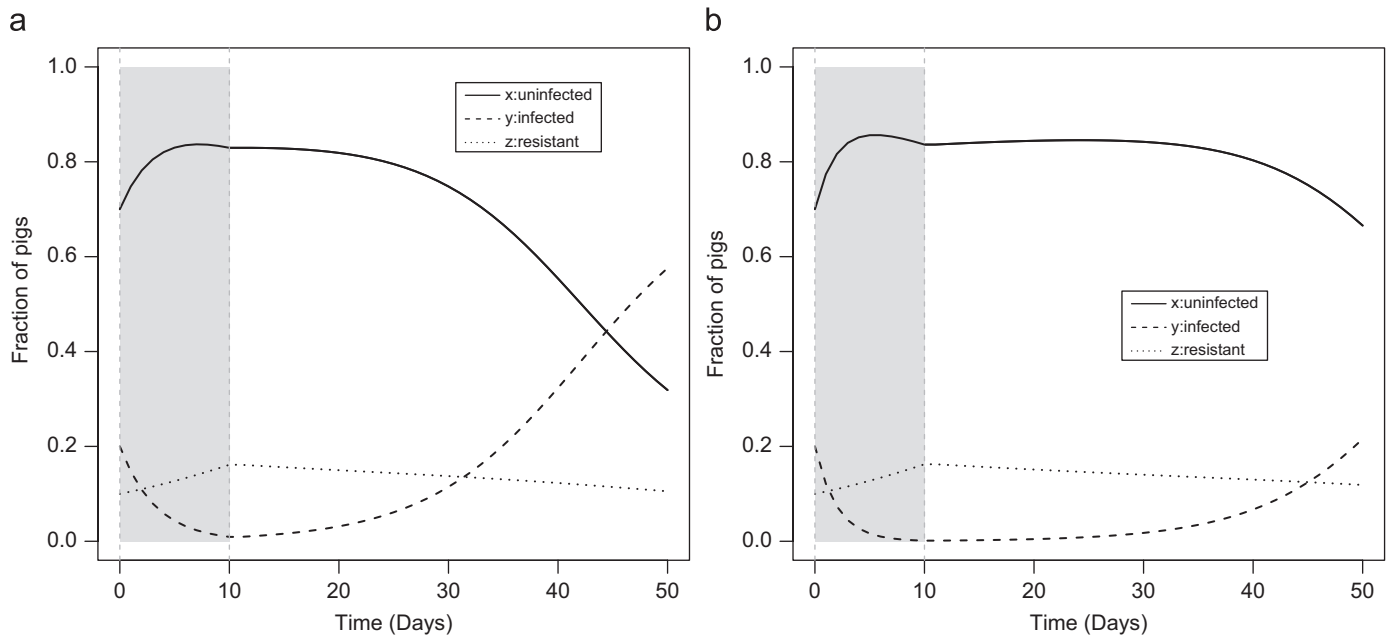 a
1.0
0.8
0.6
0.4
0.2
0.0
Fraction of pigs
x:uninfected
y:infected
z:resistant
0 10 20 30 40 50
Time (Days)
b
1.0
0.8
0.6
0.4
0.2
0.0
Fraction of pigs
x:uninfected
y:infected
z:resistant
0 10 20 30 40 50
Time (Days)